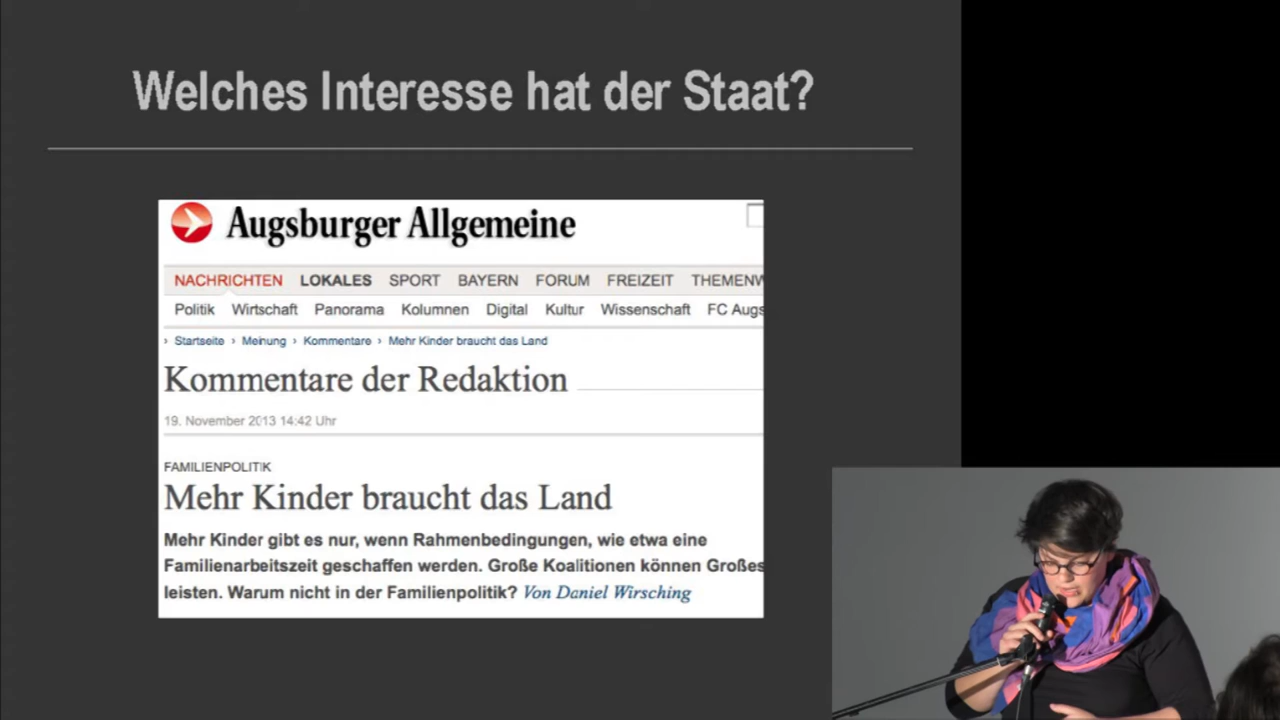 Welches Interesse hat der Staat?
Augsburger Allgemeine
NACHRICHTEN LOKALES SPORT BAYERN FORUM FREIZEIT
Politik Wirtschaft Panorama Kolumnen Digital Kultur Wissenschaft FC
› Startseite › Meinung › Kommentare › Mehr Kinder braucht das Land
Kommentare der Redaktion
19. November 2013 14:42 Uhr
FAMILIENPOLITIK
Mehr Kinder braucht das Land
Mehr Kinder gibt es nur, wenn Rahmenbedingungen, wie etwa eine
Familienarbeitszeit geschaffen werden. Große Koalitionen können Großes
leisten. Warum nicht in der Familienpolitik? Von Daniel Wirsching